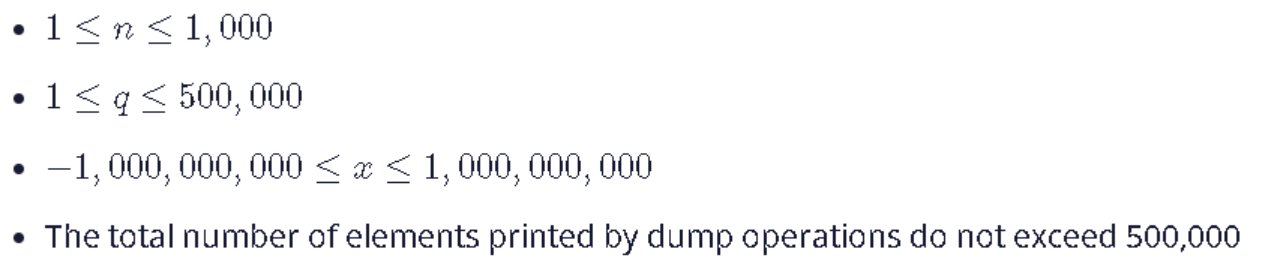 • 1 ≤ n ≤ 1,000
• 1 ≤ q ≤ 500,000
• −1,000,000,000 ≤ x ≤ 1,000,000,000
• The total number of elements printed by dump operations do not exceed 500,000